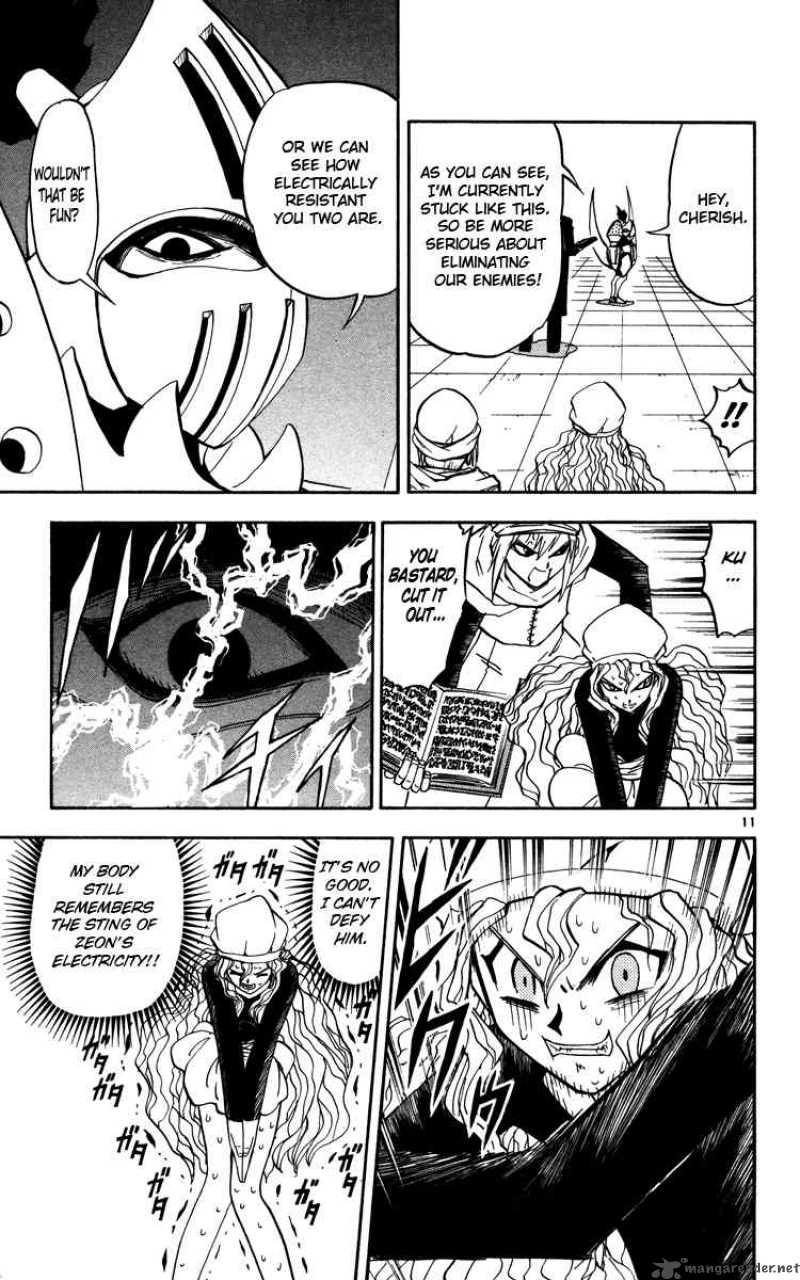 HEY,
CHERISH.
AS YOU CAN SEE,
I'M CURRENTLY
STUCK LIKE THIS.
SO BE MORE
SERIOUS ABOUT
ELIMINATING
OUR ENEMIES!
!!
OR WE CAN
SEE HOW
ELECTRICALLY
RESISTANT
YOU TWO ARE.
WOULDN'T
THAT BE
FUN?
KU
...
YOU
BASTARD,
CUT IT
OUT...
11
IT'S NO
GOOD.
I CAN'T
DEFY
HIM.
MY BODY
STILL
REMEMBERS
THE STING OF
ZEON'S
ELECTRICITY!!
ガタ
ガタ
ガタ
ガタ
ガタ
ガタ
ガタ
ガタ
mangareader.net